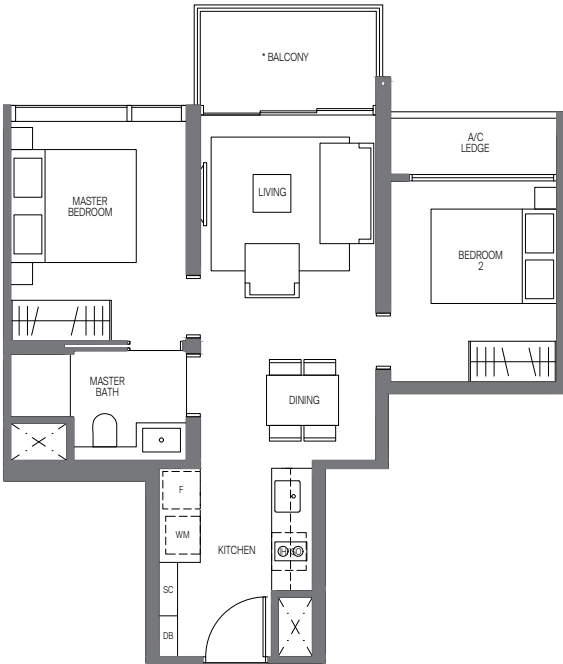 * BALCONY
A/C
LEDGE
MASTER
BEDROOM
LIVING
BEDROOM
2
MASTER
BATH
DINING
F
WM
KITCHEN
SC
DB